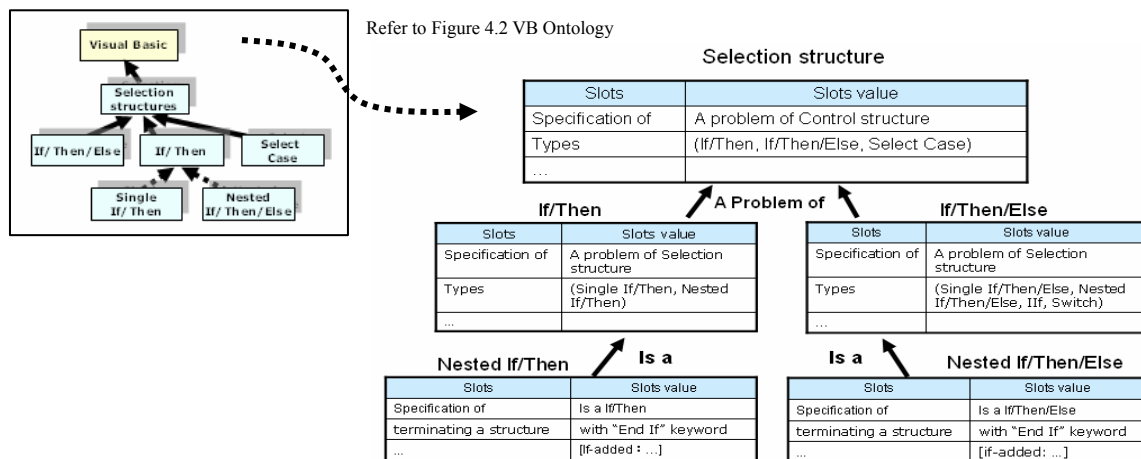 Refer to Figure 4.2 VB Ontology
Visual Basic
Selection
structures
If/Then/Else
If/Then
Select
Case
Single
If/Then
Nested
If/Then/Else
Selection structure
Slots
Slots value
Specification of
A problem of Control structure
Types
(If/Then, If/Then/Else, Select Case)
...
A Problem of
If/Then
Slots
Slots value
Specification of
A problem of Selection
structure
Types
(Single If/Then, Nested
If/Then)
...
If/Then/Else
Slots
Slots value
Specification of
A problem of Selection
structure
Types
(Single If/Then/Else, Nested
If/Then/Else, IIf, Switch)
...
Is a
Is a
Nested If/Then
Slots
Slots value
Specification of
Is a If/Then
terminating a structure
with “End If” keyword
...
[If-added : ...]
Nested If/Then/Else
Slots
Slots value
Specification of
Is a If/Then/Else
terminating a structure
with “End If” keyword
...
[if-added: ...]